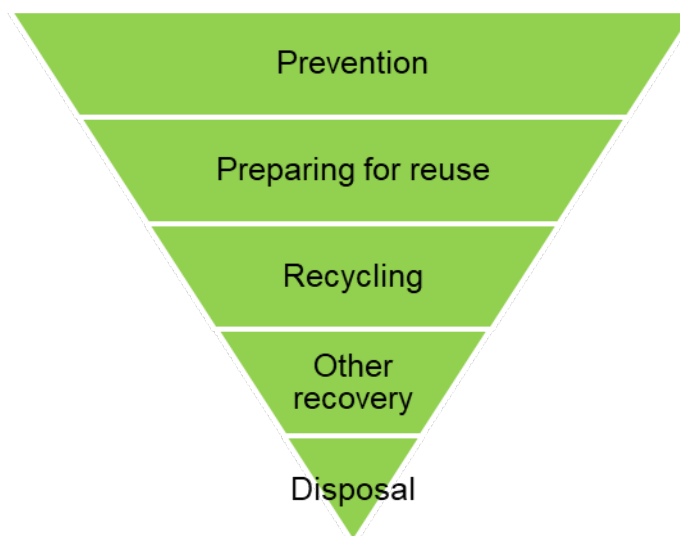 Prevention
Preparing for reuse
Recycling
Other
recovery
Disposal